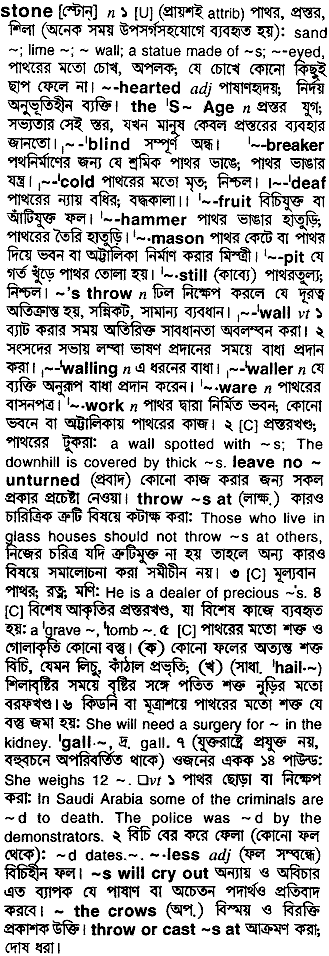 stone [স্টোন] n ১ [U] (প্রায়শই attrib) পাথর, প্রস্তর,
শিলা (অনেক সময় উপসর্গসহযোগে ব্যবহৃত হয়): sand
~; lime ~; ~ wall; a statue made of ~s; ~-eyed,
পাথরের মতো চোখ, অপলক; যে চোখে কোনো কিছুই
ছাপ ফেলে না। ~-hearted adj পাষাণহৃদয়; নির্দয়
অনুভূতিহীন ব্যক্তি। the 'S~ Age n প্রস্তর যুগ;
সভ্যতার সেই স্তর, যখন মানুষ কেবল প্রস্তরের ব্যবহার
জানতো। ˌ~-ˈblind সম্পূর্ণ অন্ধ। ˈ~-breaker
পথনির্মাণের জন্য যে শ্রমিক পাথর ভাঙে; পাথর ভাঙার
যন্ত্র। ˌ~-ˈcold পাথরের মতো মৃত; নিশ্চল। ˌ~-ˈdeaf
পাথরের ন্যায় বধির; বদ্ধকালা।। ˈ~-fruit বিচিযুক্ত বা
আঁটিযুক্ত ফল। ˈ~-hammer পাথর ভাঙার হাতুড়ি;
পাথরের তৈরি হাতুড়ি। ˈ~·mason পাথর কেটে বা পাথর
দিয়ে ভবন বা অট্টালিকা নির্মাণ করার মিস্ত্রী। ˈ~-pit যে
গর্ত খুঁড়ে পাথর তোলা হয়। ˈ~·still (কাব্যে) পাথরতুল্য;
নিশ্চল। ~'s throw n ঢিল নিক্ষেপ করলে যে দূরত্ব
অতিক্রান্ত হয়, সন্নিকট, সামান্য ব্যবধান। ˌ~-ˈwall vt ১
ব্যাট করার সময় অতিরিক্ত সাবধানতা অবলম্বন করা। ২
সংসদের সভায় লম্বা ভাষণ প্রদানের সময়ে বাধা প্রদান
করা। ˌ~-ˈwalling n এ ধরনের বাধা। ˌ~-ˈwaller n যে
ব্যক্তি অনুরূপ বাধা প্রদান করেন। ˈ~·ware n পাথরের
বাসনপত্র। ˈ~·work n পাথর দ্বারা নির্মিত ভবন; কোনো
ভবনে বা অট্টালিকায় পাথরের কাজ। ২ [C] প্রস্তরখণ্ড;
পাথরের টুকরা: a wall spotted with ~s; The
downhill is covered by thick ~s. leave no ~
unturned (প্রবাদ) কোনো কাজ করার জন্য সকল
প্রকার প্রচেষ্টা নেওয়া। throw ~s at (লাক্ষ.) কারও
চারিত্রিক ত্রুটি বিষয়ে কটাক্ষ করা: Those who live in
glass houses should not throw ~s at others,
নিজের চরিত্র যদি ত্রুটিমুক্ত না হয় তাহলে অন্য কারও
বিষয়ে সমালোচনা করা সমীচীন নয়। ৩ [C] মূল্যবান
পাথর; রত্ন; মণি: He is a dealer of precious ~'s. ৪
[C] বিশেষ আকৃতির প্রস্তরখণ্ড, যা বিশেষ কাজে ব্যবহৃত
হয়: a ˈgrave ~, ˈtomb ~. ৫ [C] পাথরের মতো শক্ত ও
গোলাকৃতি কোনো বস্তু। (ক) কোনো ফলের অত্যন্ত শক্ত
বিচি, যেমন লিচু, কাঁঠাল প্রভৃতি; (খ) (সাধা. ˈhail·~)
শিলাবৃষ্টির সময়ে বৃষ্টির সঙ্গে পতিত শক্ত নুড়ির মতো
বরফখণ্ড। ৬ কিডনি বা মূত্রাশয়ে পাথরের মতো শক্ত যে
বস্তু জমা হয়: She will need a surgery for ~ in the
kidney. ˈgall·~, দ্র. gall. ৭ (যুক্তরাষ্ট্রে প্রযুক্ত নয়,
বহুবচনে অপরিবর্তিত থাকে) ওজনের একক ১৪ পাউন্ড:
She weighs 12 ~. □vt ১ পাথর ছোড়া বা নিক্ষেপ
করা: In Saudi Arabia some of the criminals are
~d to death. The police was ~d by the
demonstrators. ২ বিচি বের করে ফেলা (কোনো ফল
থেকে): ~d dates.~. ~·less adj (ফল সম্বন্ধে)
বিচিহীন ফল। ~s will cry out অন্যায় ও অবিচার
এত ব্যাপক যে পাষাণ বা অচেতন পদার্থও প্রতিবাদ
করবে। ~ the crows (অপ.) বিস্ময় ও বিরক্তি
প্রকাশক উক্তি। throw or cast ~s at আক্রমণ করা;
দোষ ধরা।